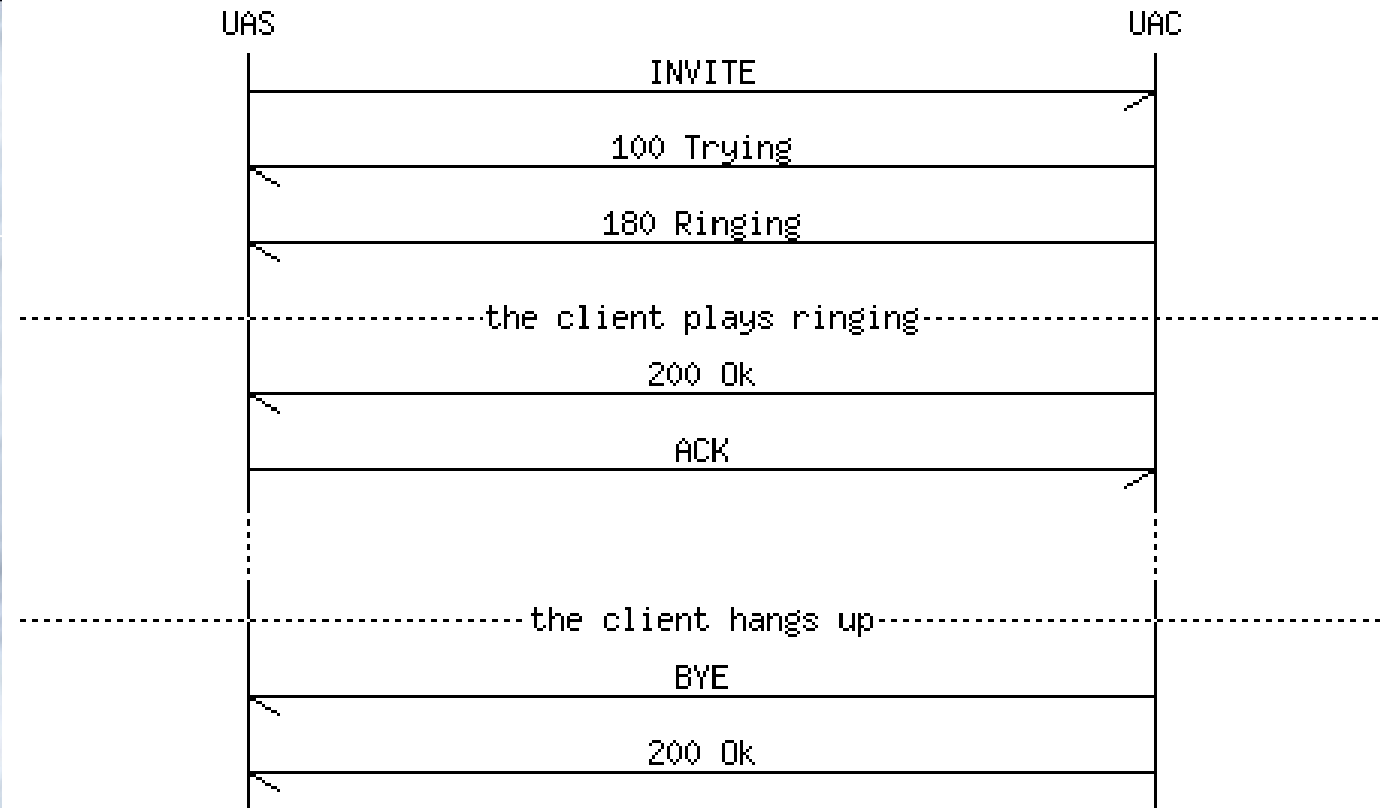 UAS UAC
INVITE
100 Trying
180 Ringing
the client plays ringing
200 Ok
ACK
the client hangs up
BYE
200 Ok